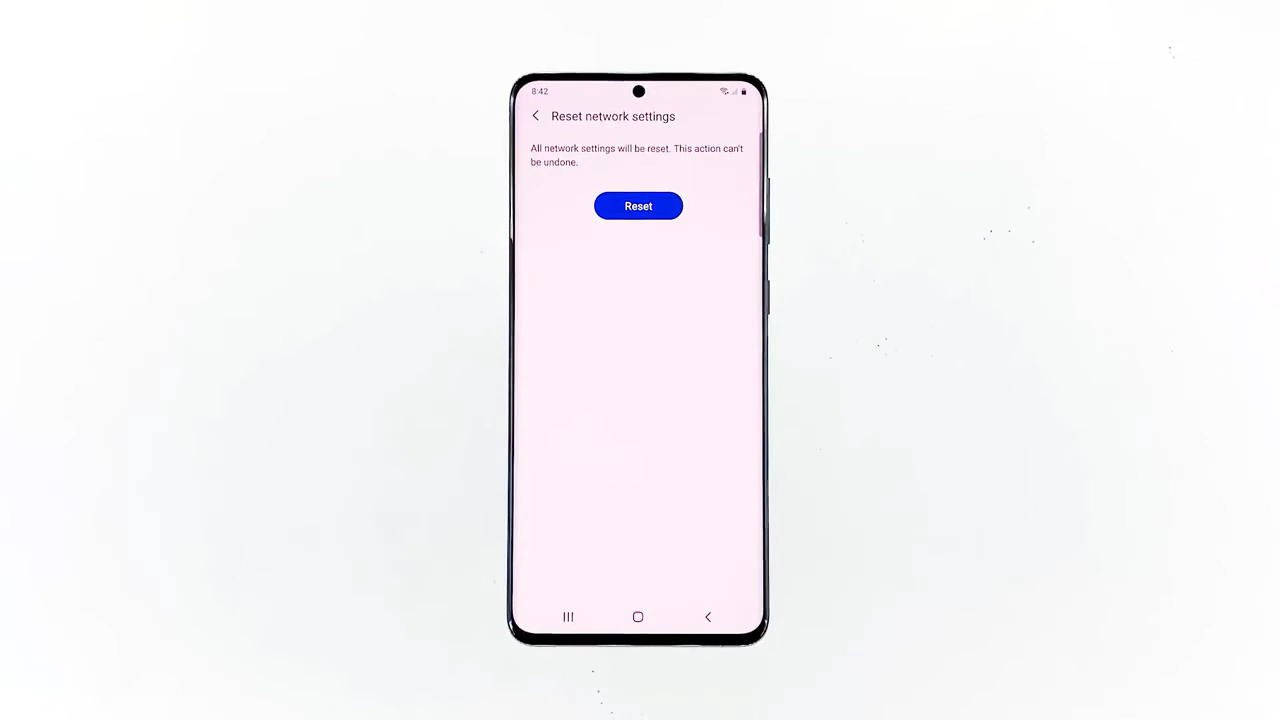 8:42
Reset network settings
All network settings will be reset. This action can't
be undone.
Reset